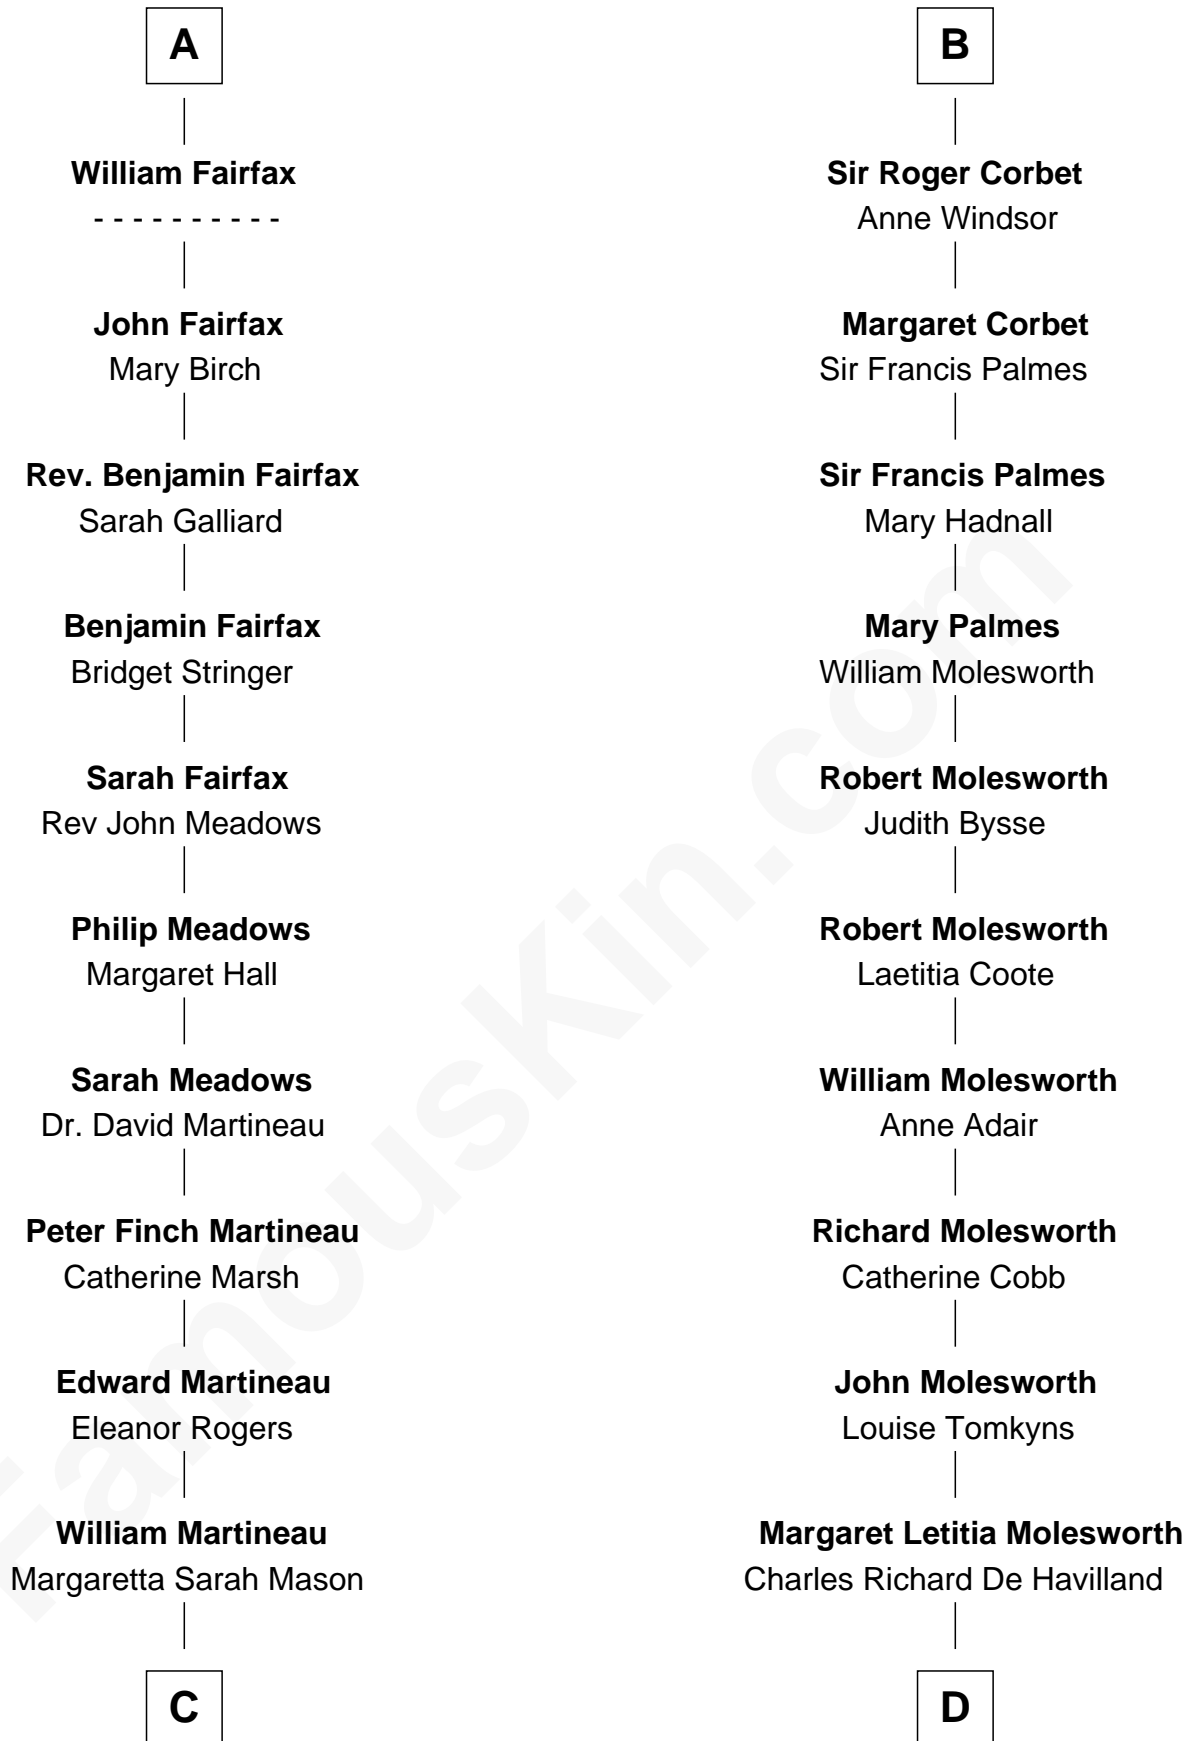 A
William Fairfax
- - - - - - - - - -
John Fairfax
Mary Birch
Rev. Benjamin Fairfax
Sarah Galliard
Benjamin Fairfax
Bridget Stringer
Sarah Fairfax
Rev John Meadows
Philip Meadows
Margaret Hall
Sarah Meadows
Dr. David Martineau
Peter Finch Martineau
Catherine Marsh
Edward Martineau
Eleanor Rogers
William Martineau
Margaretta Sarah Mason
C
B
Sir Roger Corbet
Anne Windsor
Margaret Corbet
Sir Francis Palmes
Sir Francis Palmes
Mary Hadnall
Mary Palmes
William Molesworth
Robert Molesworth
Judith Bysse
Robert Molesworth
Laetitia Coote
William Molesworth
Anne Adair
Richard Molesworth
Catherine Cobb
John Molesworth
Louise Tomkyns
Margaret Letitia Molesworth
Charles Richard De Havilland
D
FamousKin.com